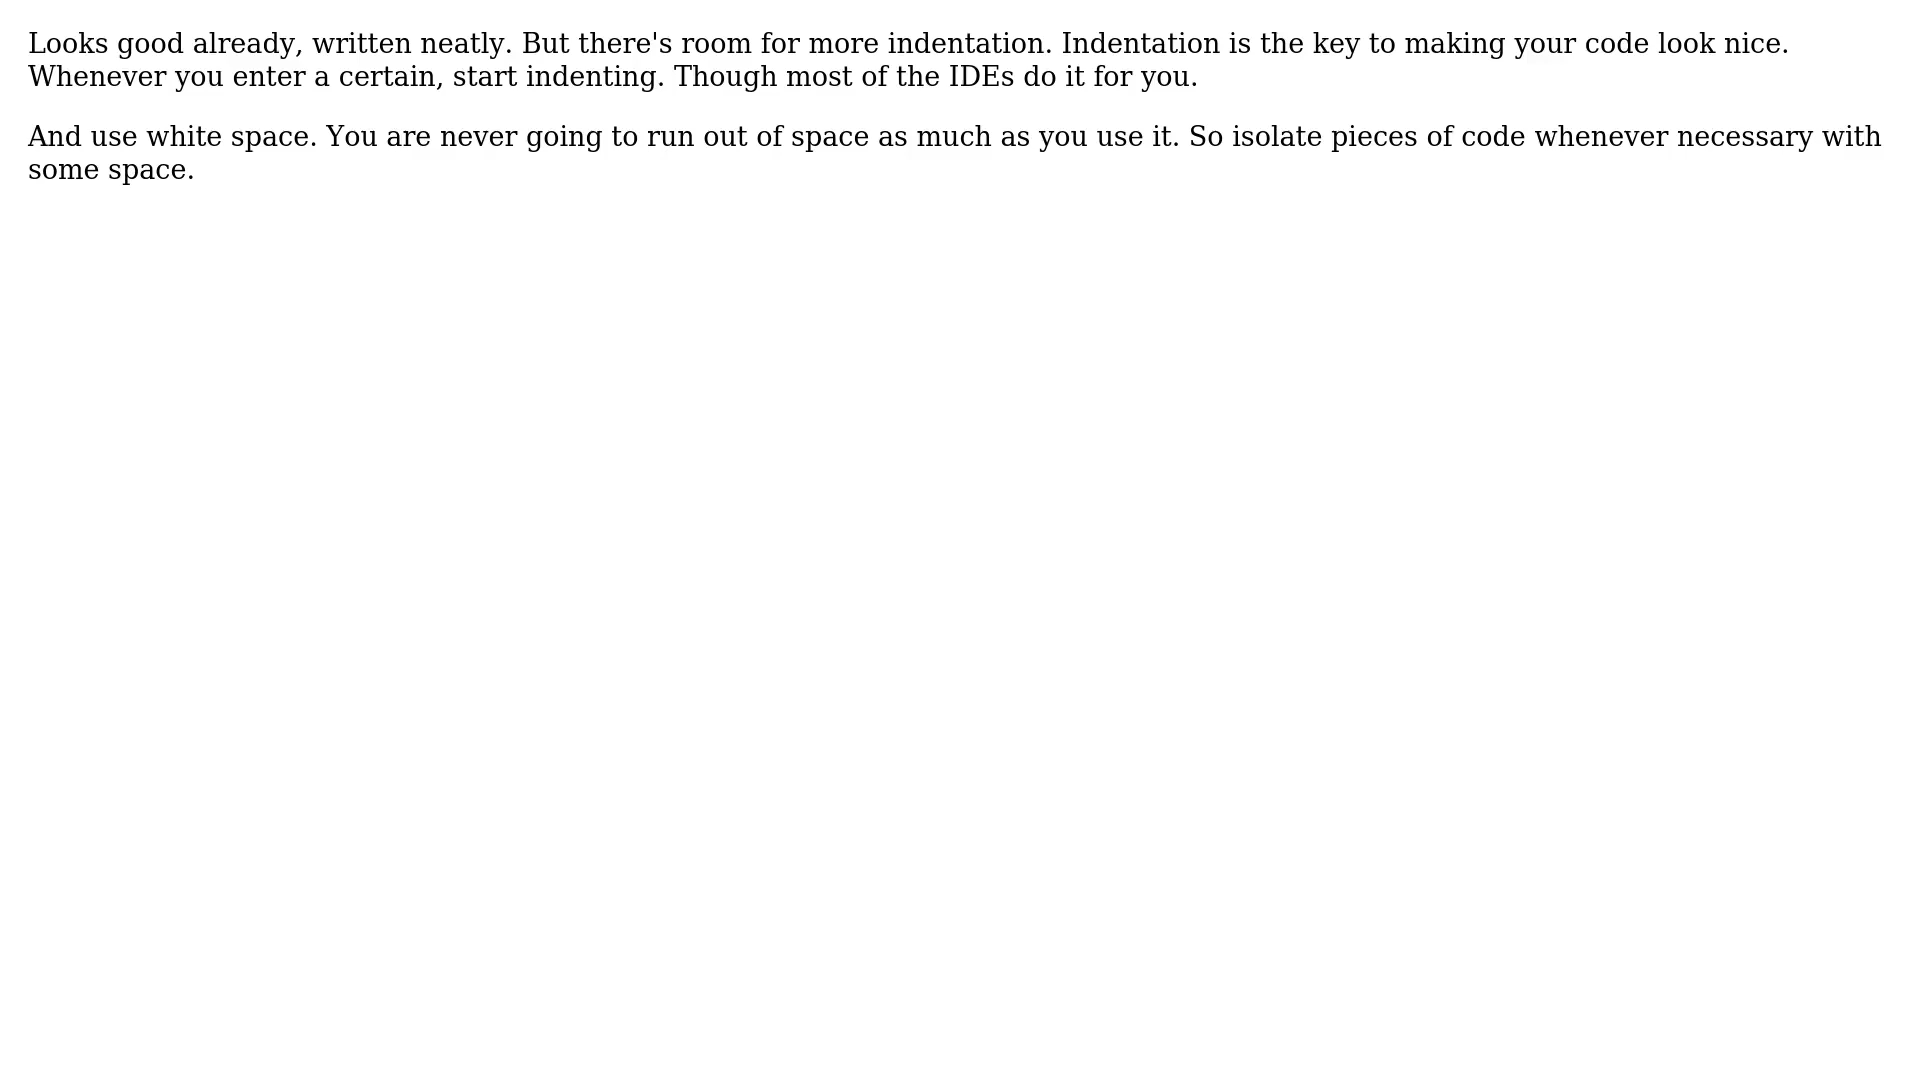 Looks good already, written neatly. But there's room for more indentation. Indentation is the key to making your code look nice.
Whenever you enter a certain, start indenting. Though most of the IDEs do it for you.
And use white space. You are never going to run out of space as much as you use it. So isolate pieces of code whenever necessary with
some space.